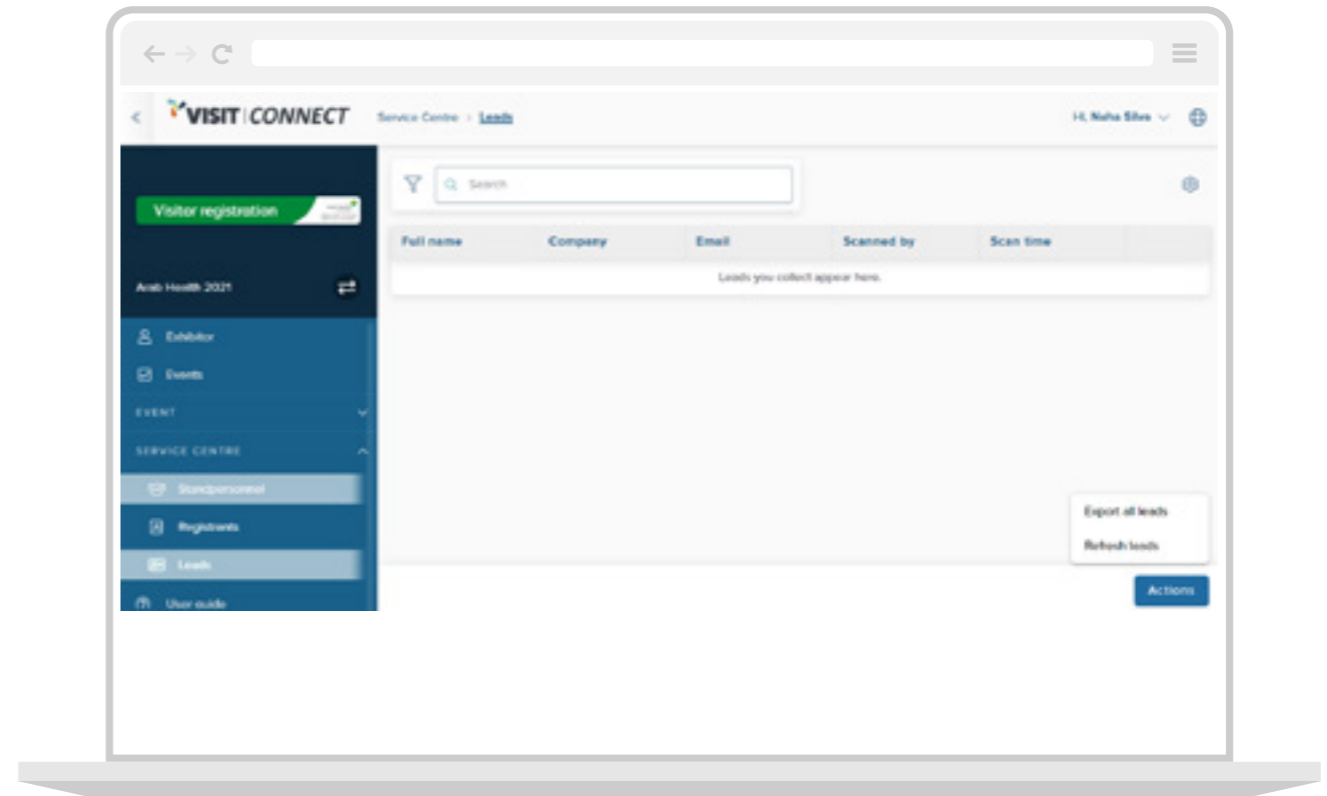 VISIT CONNECT
Service Centre > Leads
Hi, Neha Silva
Visitor registration
Arab Health 2021
Exhibitor
Events
EVENT
SERVICE CENTRE
Standpersonnel
Registrants
Leads
User guide
Search
Full name Company Email Scanned by Scan time
Leads you collect appear here.
Export all leads
Refresh leads
Actions